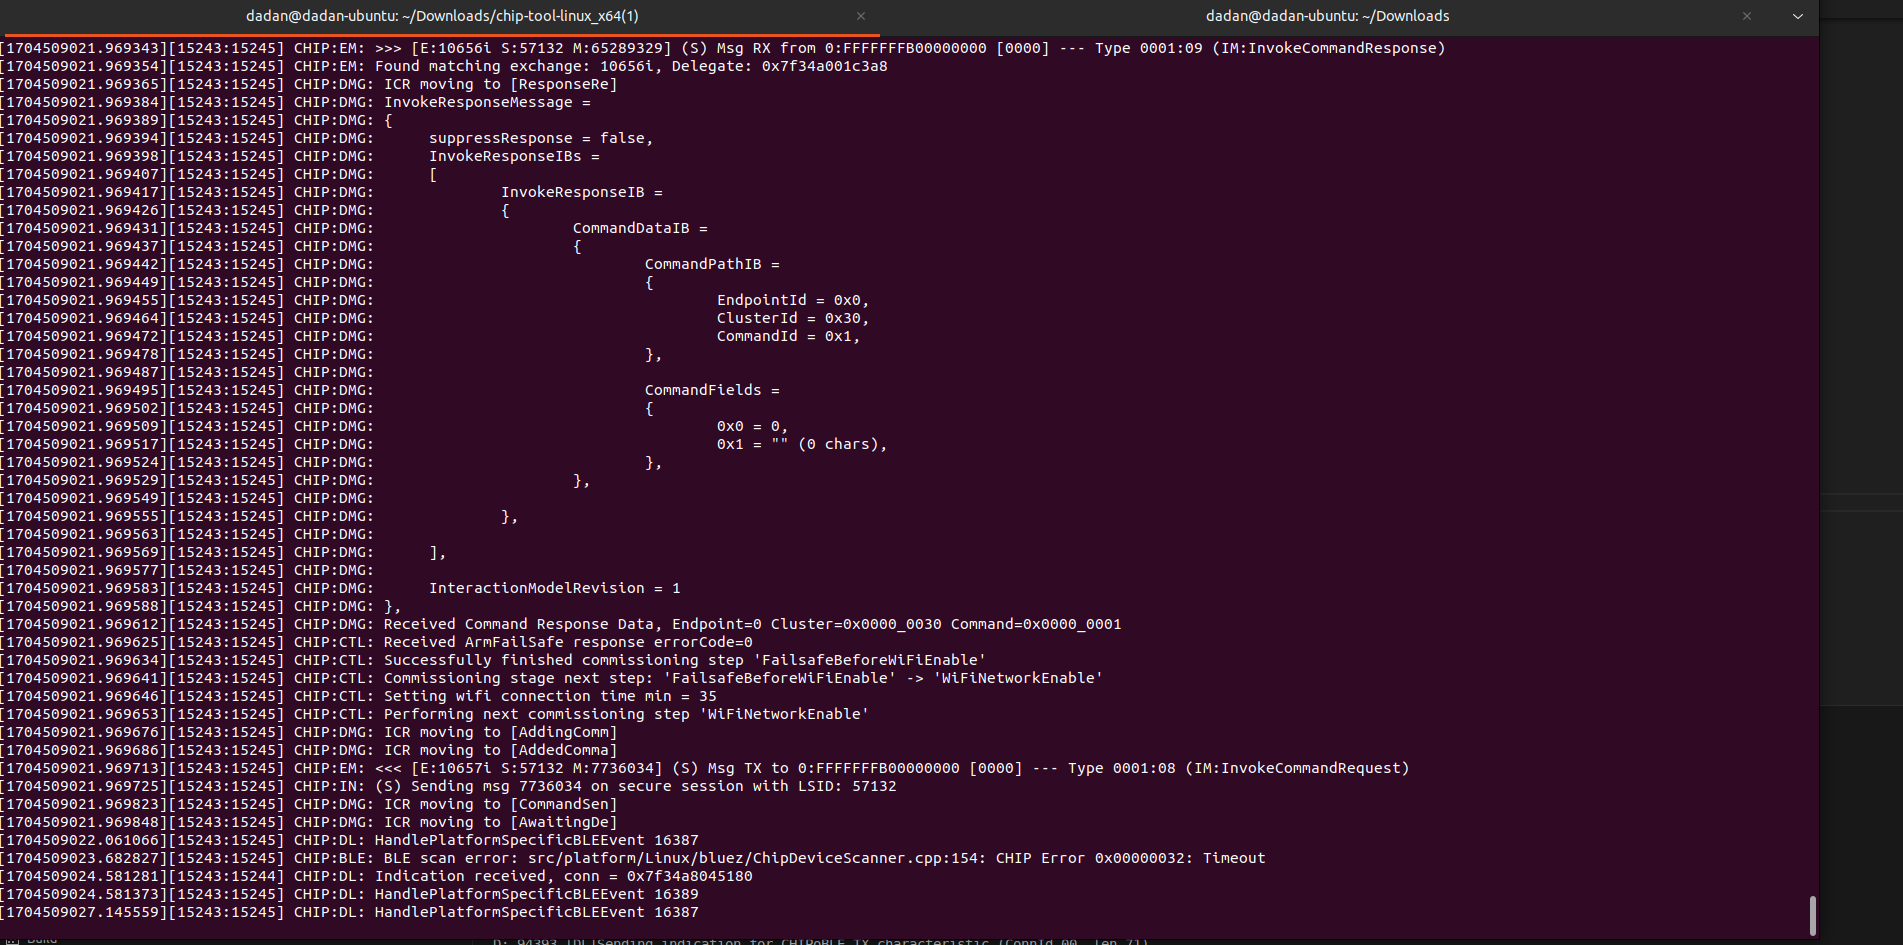 dadan@dadan-ubuntu: ~/Downloads/chip-tool-linux_x64(1)
dadan@dadan-ubuntu: ~/Downloads
[1704509021.969343][15243:15245] CHIP:EM: >>> [E:10656i S:57132 M:65289329] (S) Msg RX from 0:FFFFFFFB00000000 [0000] --- Type 0001:09 (IM:InvokeCommandResponse)
[1704509021.969354][15243:15245] CHIP:EM: Found matching exchange: 10656i, Delegate: 0x7f34a001c3a8
[1704509021.969365][15243:15245] CHIP:DMG: ICR moving to [ResponseRe]
[1704509021.969384][15243:15245] CHIP:DMG: InvokeResponseMessage =
[1704509021.969389][15243:15245] CHIP:DMG: {
[1704509021.969394][15243:15245] CHIP:DMG: suppressResponse = false,
[1704509021.969398][15243:15245] CHIP:DMG: InvokeResponseIBs =
[1704509021.969407][15243:15245] CHIP:DMG: [
[1704509021.969417][15243:15245] CHIP:DMG: InvokeResponseIB =
[1704509021.969426][15243:15245] CHIP:DMG: {
[1704509021.969431][15243:15245] CHIP:DMG: CommandDataIB =
[1704509021.969437][15243:15245] CHIP:DMG: {
[1704509021.969442][15243:15245] CHIP:DMG: CommandPathIB =
[1704509021.969449][15243:15245] CHIP:DMG: {
[1704509021.969455][15243:15245] CHIP:DMG: EndpointId = 0x0,
[1704509021.969464][15243:15245] CHIP:DMG: ClusterId = 0x30,
[1704509021.969472][15243:15245] CHIP:DMG: CommandId = 0x1,
[1704509021.969478][15243:15245] CHIP:DMG: },
[1704509021.969487][15243:15245] CHIP:DMG:
[1704509021.969495][15243:15245] CHIP:DMG: CommandFields =
[1704509021.969502][15243:15245] CHIP:DMG: {
[1704509021.969509][15243:15245] CHIP:DMG: 0x0 = 0,
[1704509021.969517][15243:15245] CHIP:DMG: 0x1 = "" (0 chars),
[1704509021.969524][15243:15245] CHIP:DMG: },
[1704509021.969529][15243:15245] CHIP:DMG: },
[1704509021.969549][15243:15245] CHIP:DMG:
[1704509021.969555][15243:15245] CHIP:DMG: },
[1704509021.969563][15243:15245] CHIP:DMG:
[1704509021.969569][15243:15245] CHIP:DMG: ],
[1704509021.969577][15243:15245] CHIP:DMG:
[1704509021.969583][15243:15245] CHIP:DMG: InteractionModelRevision = 1
[1704509021.969588][15243:15245] CHIP:DMG: },
[1704509021.969612][15243:15245] CHIP:DMG: Received Command Response Data, Endpoint=0 Cluster=0x0000_0030 Command=0x0000_0001
[1704509021.969625][15243:15245] CHIP:CTL: Received ArmFailSafe response errorCode=0
[1704509021.969634][15243:15245] CHIP:CTL: Successfully finished commissioning step 'FailsafeBeforeWiFiEnable'
[1704509021.969641][15243:15245] CHIP:CTL: Commissioning stage next step: 'FailsafeBeforeWiFiEnable' -> 'WiFiNetworkEnable'
[1704509021.969646][15243:15245] CHIP:CTL: Setting wifi connection time min = 35
[1704509021.969653][15243:15245] CHIP:CTL: Performing next commissioning step 'WiFiNetworkEnable'
[1704509021.969676][15243:15245] CHIP:DMG: ICR moving to [AddingComm]
[1704509021.969686][15243:15245] CHIP:DMG: ICR moving to [AddedComma]
[1704509021.969713][15243:15245] CHIP:EM: <<< [E:10657i S:57132 M:7736034] (S) Msg TX to 0:FFFFFFFB00000000 [0000] --- Type 0001:08 (IM:InvokeCommandRequest)
[1704509021.969725][15243:15245] CHIP:IN: (S) Sending msg 7736034 on secure session with LSID: 57132
[1704509021.969823][15243:15245] CHIP:DMG: ICR moving to [CommandSen]
[1704509021.969848][15243:15245] CHIP:DMG: ICR moving to [AwaitingDe]
[1704509022.061066][15243:15245] CHIP:DL: HandlePlatformSpecificBLEEvent 16387
[1704509023.682827][15243:15245] CHIP:BLE: BLE scan error: src/platform/Linux/bluez/ChipDeviceScanner.cpp:154: CHIP Error 0x00000032: Timeout
[1704509024.581281][15243:15244] CHIP:DL: Indication received, conn = 0x7f34a8045180
[1704509024.581373][15243:15245] CHIP:DL: HandlePlatformSpecificBLEEvent 16389
[1704509027.145559][15243:15245] CHIP:DL: HandlePlatformSpecificBLEEvent 16387
D: 94393 [DL]Sending indication for CHIPoBLE TX characteristic (ConnId 00, len 71)